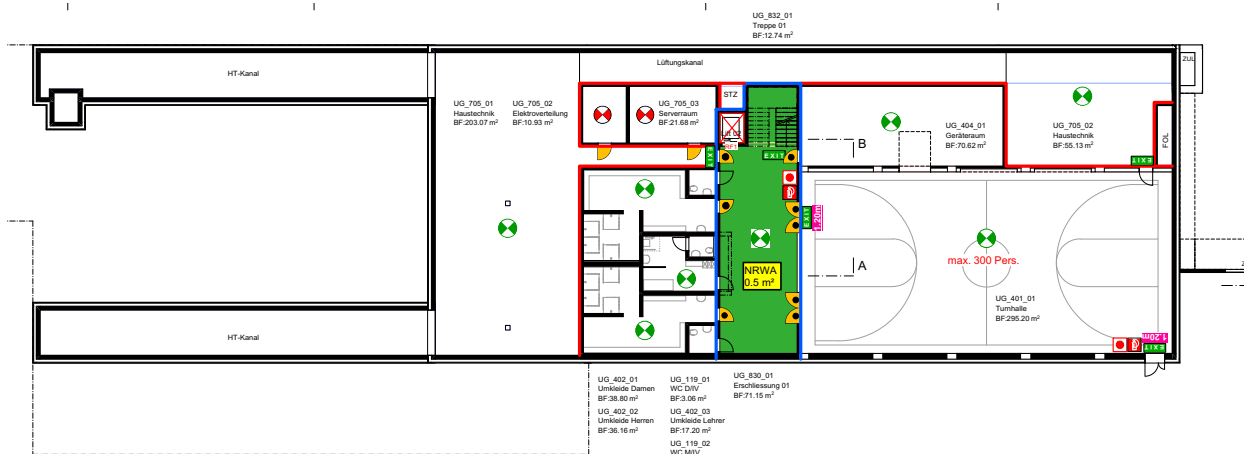 UG_832_01
Treppe 01
BF:12.74 m²
HT-Kanal
Lüftungskanal
ZUL
UG_705_01
Haustechnik
BF:203.07 m²
UG_705_02
Elektroverteilung
BF:10.93 m²
UG_705_03
Serverraum
BF:21.68 m²
STZ
Lift 02
RF1
EXIT
EXIT
B
UG_404_01
Geräteraum
BF:70.62 m²
UG_705_02
Haustechnik
BF:55.13 m²
FOL
EXIT
EXIT
1.20m
NRWA
0.5 m²
A
max. 300 Pers.
UG_401_01
Turnhalle
BF:295.20 m²
1.20m
EXIT
HT-Kanal
UG_402_01
Umkleide Damen
BF:38.80 m²
UG_119_01
WC D/IV
BF:3.06 m²
UG_830_01
Erschliessung 01
BF:71.15 m²
UG_402_02
Umkleide Herren
BF:36.16 m²
UG_402_03
Umkleide Lehrer
BF:17.20 m²
UG_119_02
WC M/IV